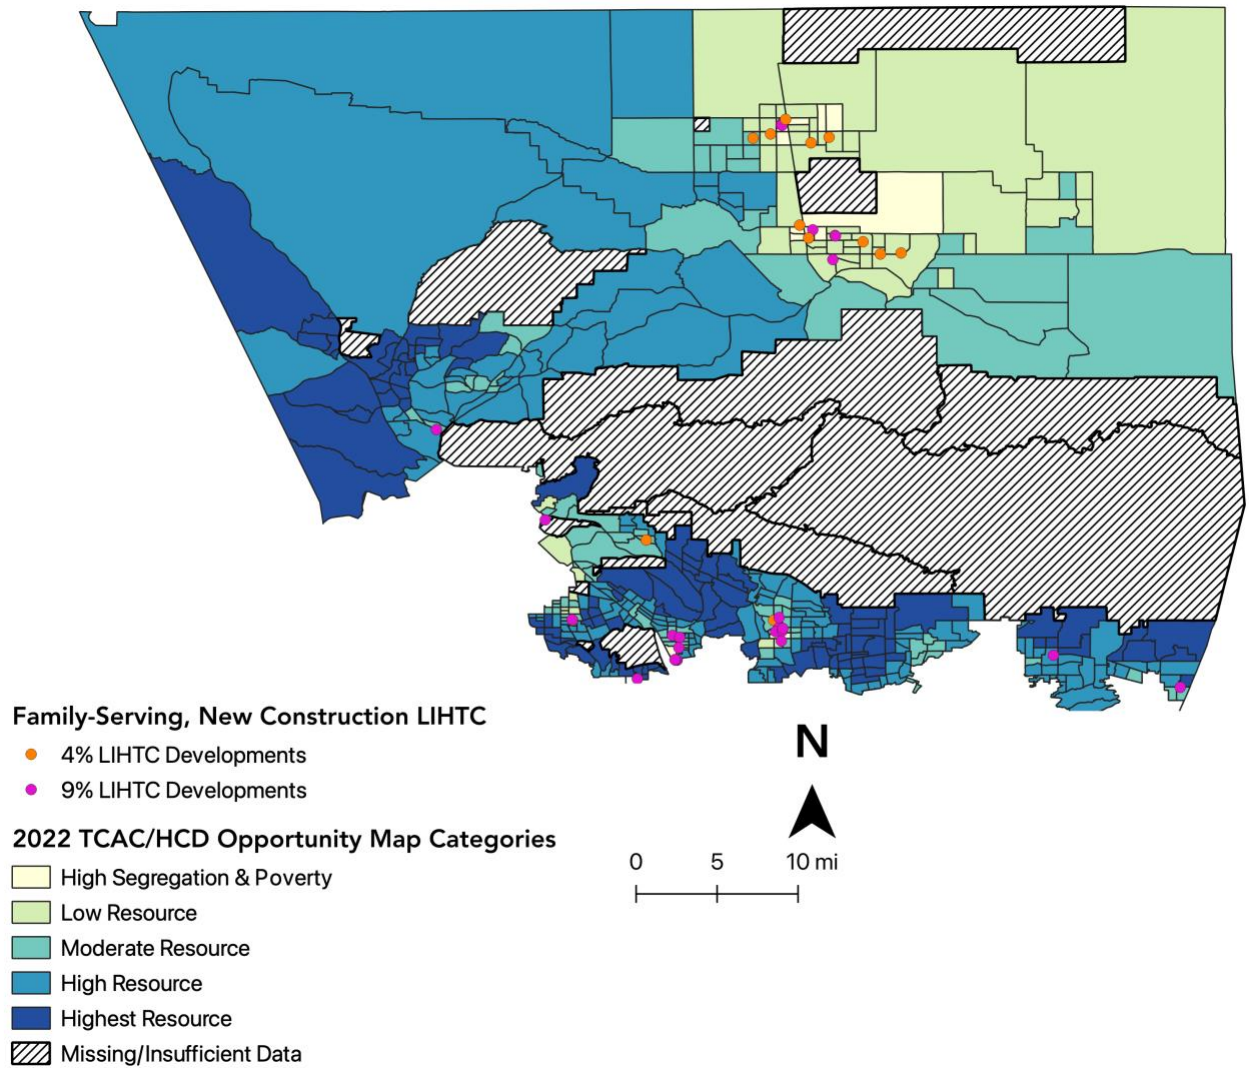 Family-Serving, New Construction LIHTC
4% LIHTC Developments
9% LIHTC Developments
2022 TCAC/HCD Opportunity Map Categories
High Segregation & Poverty
Low Resource
Moderate Resource
High Resource
Highest Resource
Missing/Insufficient Data
N
0 5 10 mi